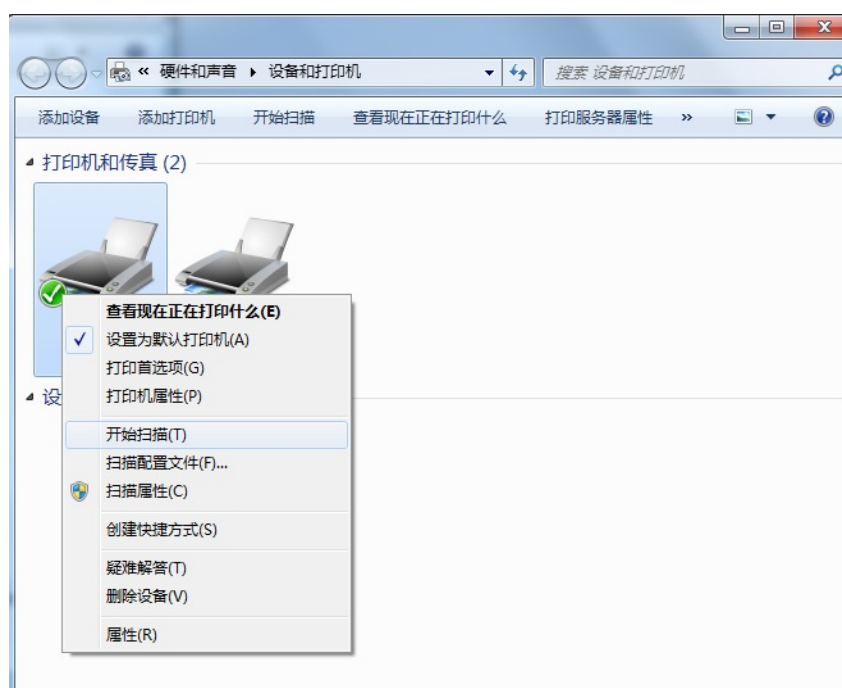 « 硬件和声音 ▸ 设备和打印机
搜索 设备和打印机
添加设备 添加打印机 开始扫描 查看现在正在打印什么 打印服务器属性 »
打印机和传真 (2)
查看现在正在打印什么(E)
设置为默认打印机(A)
打印首选项(G)
打印机属性(P)
设
开始扫描(T)
扫描配置文件(F)...
扫描属性(C)
创建快捷方式(S)
疑难解答(T)
删除设备(V)
属性(R)